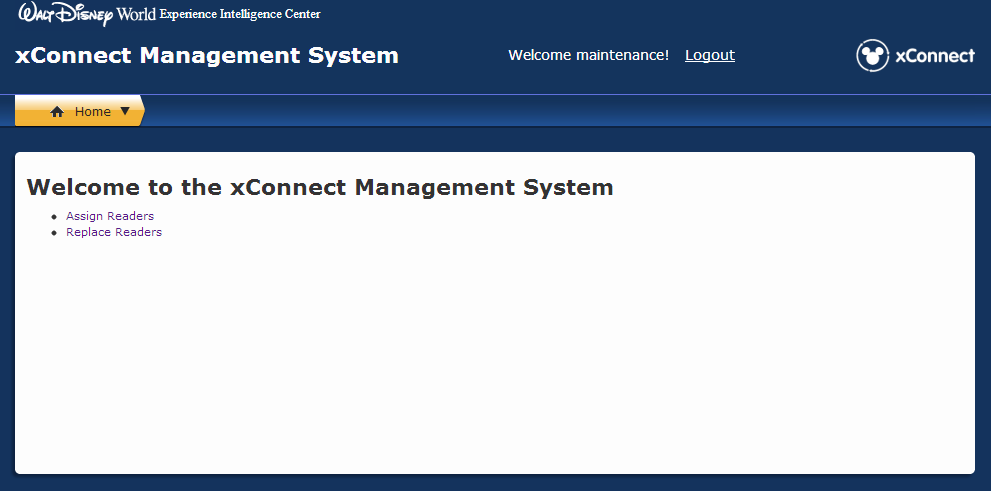 Walt Disney World Experience Intelligence Center
xConnect Management System
Welcome maintenance! Logout
xConnect
Home
Welcome to the xConnect Management System
Assign Readers
Replace Readers